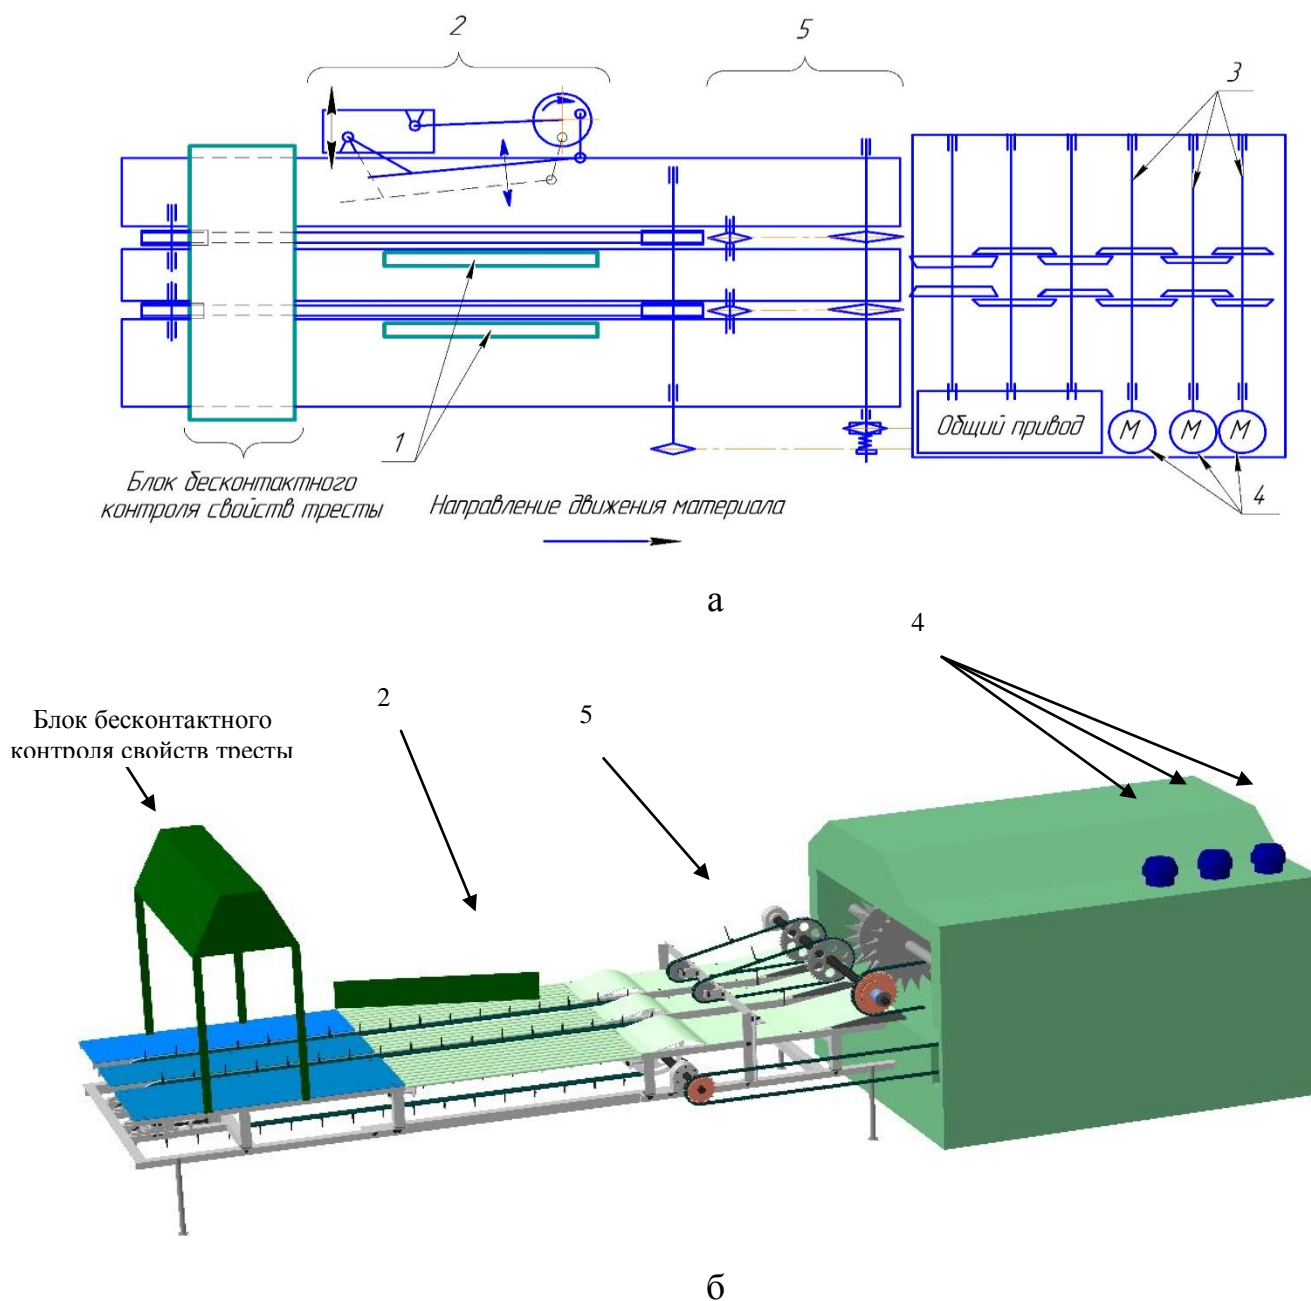 2
5
3
1
Общий привод
М
М
М
4
Блок бесконтактного
контроля свойств тресты
Направление движения материала
а
4
2
5
Блок бесконтактного
контроля свойств тресты
б